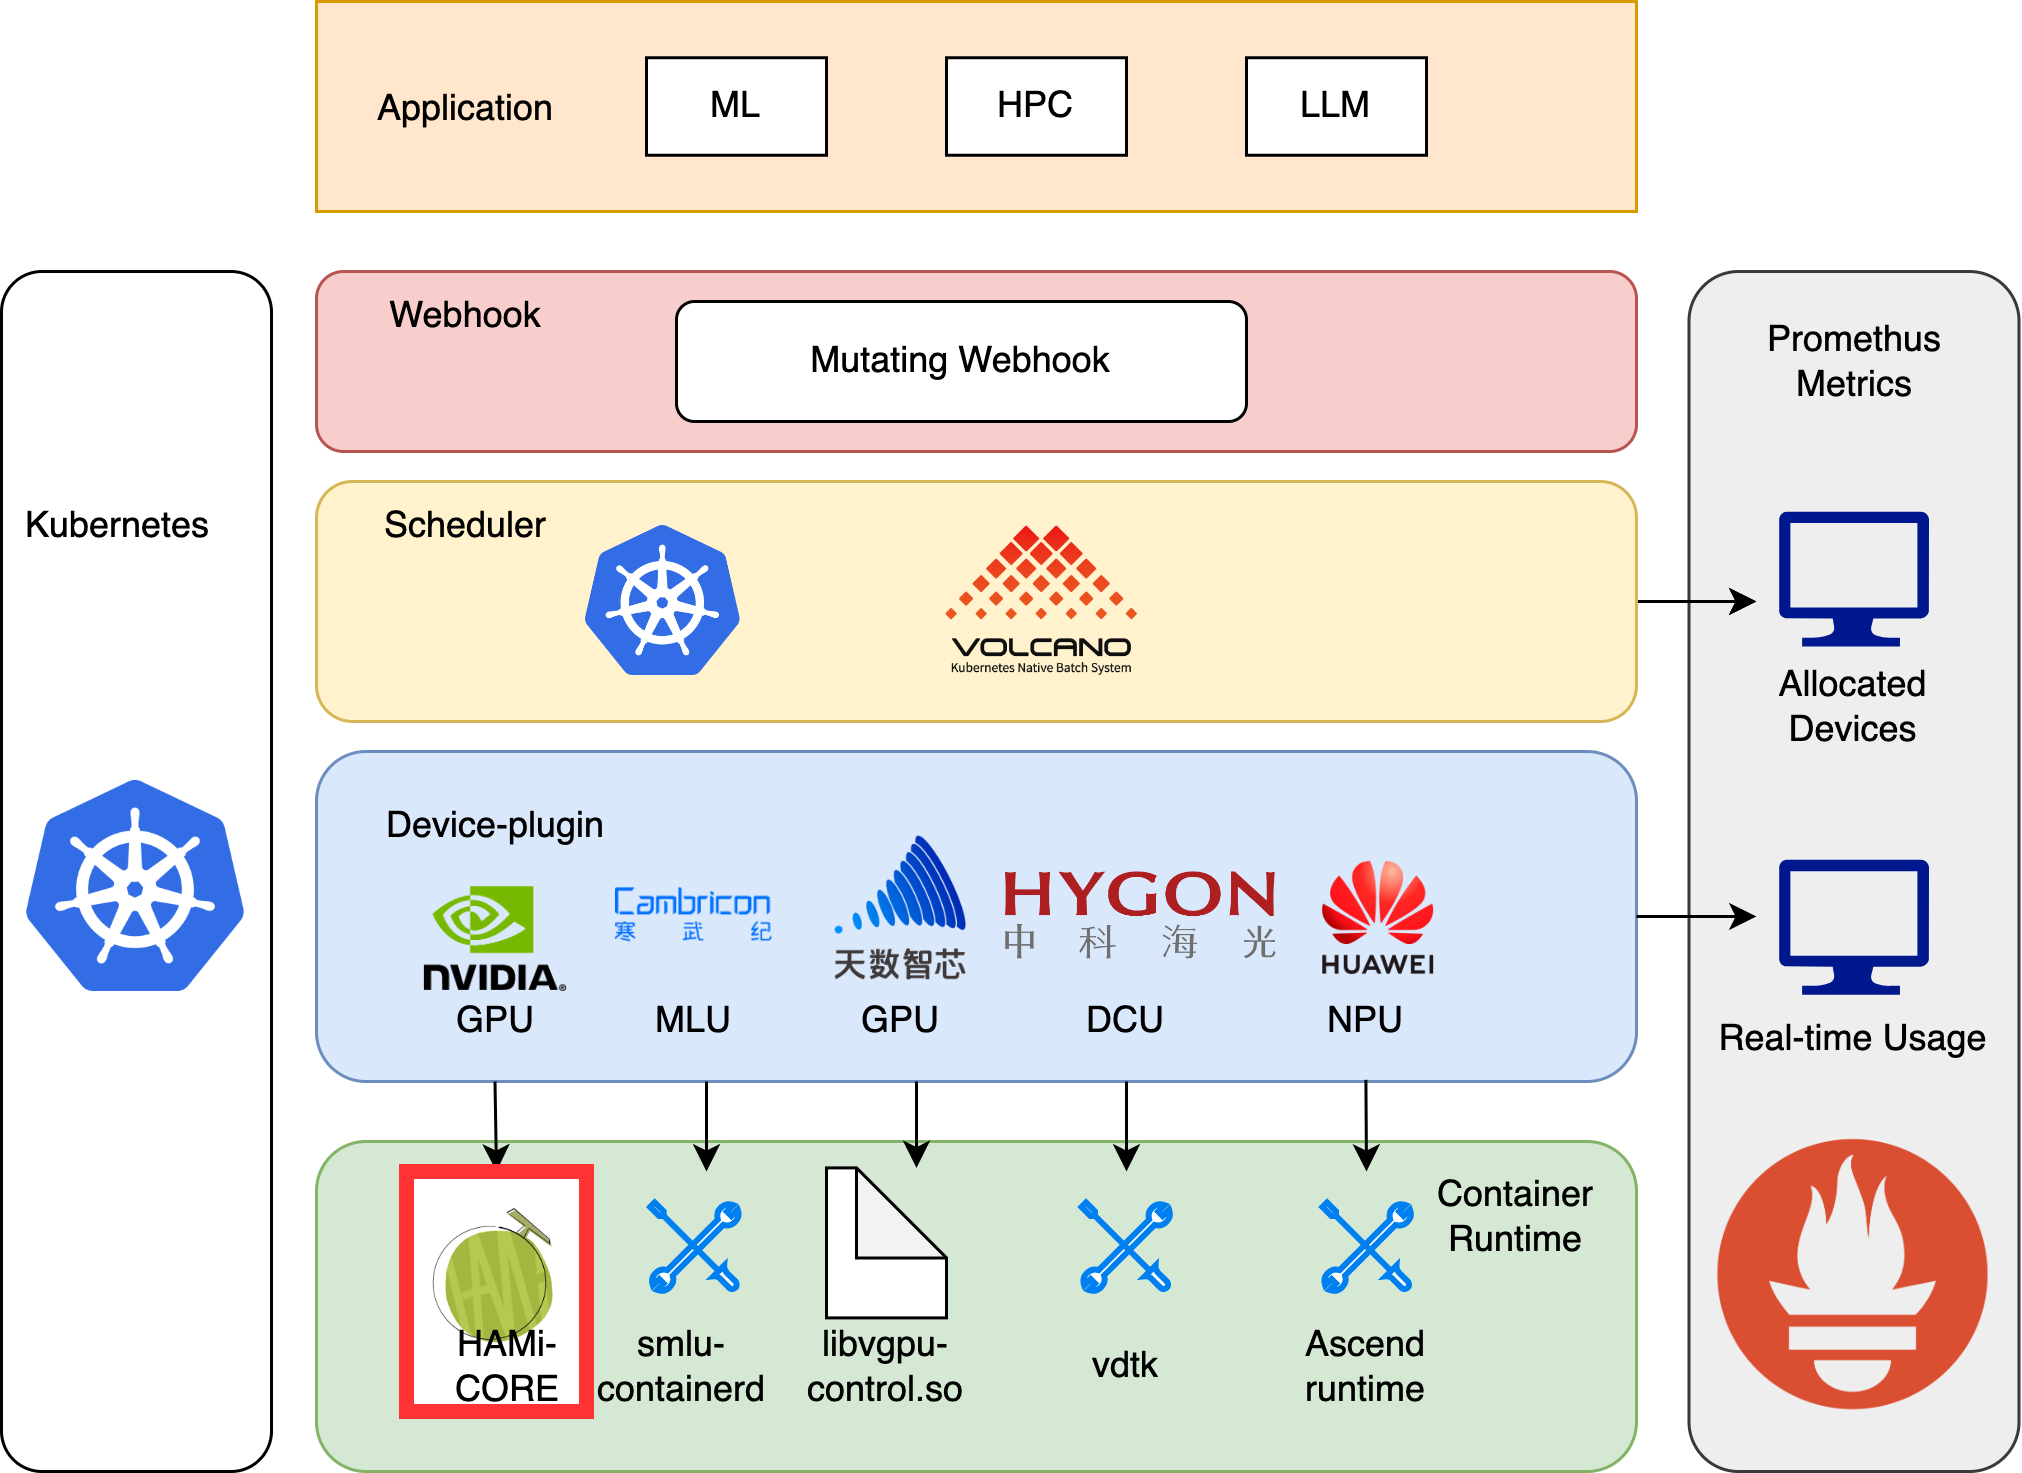 Application
ML
HPC
LLM
Webhook
Mutating Webhook
Kubernetes
Scheduler
VOLCANO
Kubernetes Native Batch System
Promethus
Metrics
Allocated
Devices
Device-plugin
NVIDIA®
GPU
Cambricon
寒武纪
MLU
天数智芯
GPU
HYGON
中科海光
DCU
HUAWEI
NPU
Real-time Usage
Container
Runtime
HAMi
HAMi-
CORE
smlu-
containerd
libvgpu-
control.so
vdtk
Ascend
runtime